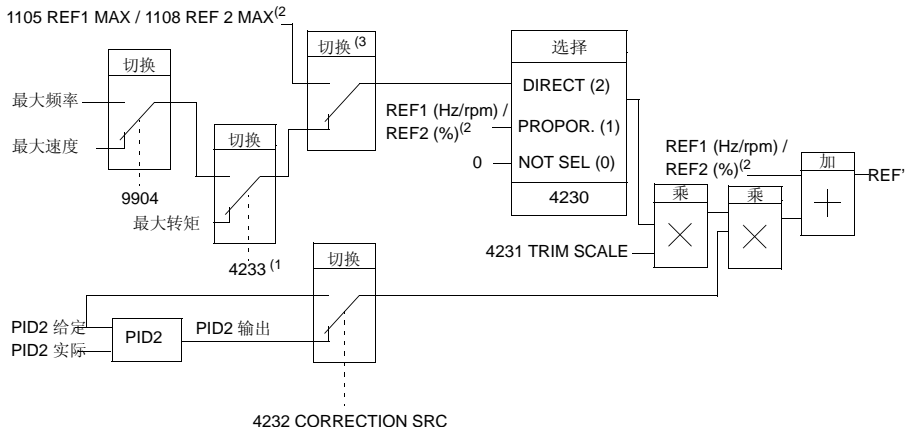 1105 REF1 MAX / 1108 REF 2 MAX(2
切换
最大频率
最大速度
9904
切换
最大转矩
4233 (1
切换 (3
选择
DIRECT (2)
REF1 (Hz/rpm) /
REF2 (%)(2
PROPOR. (1)
0
NOT SEL (0)
4230
REF1 (Hz/rpm) /
REF2 (%)(2
加
+
REF'
乘
×
乘
×
4231 TRIM SCALE
切换
PID2 给定
PID2 实际
PID2
PID2 输出
4232 CORRECTION SRC